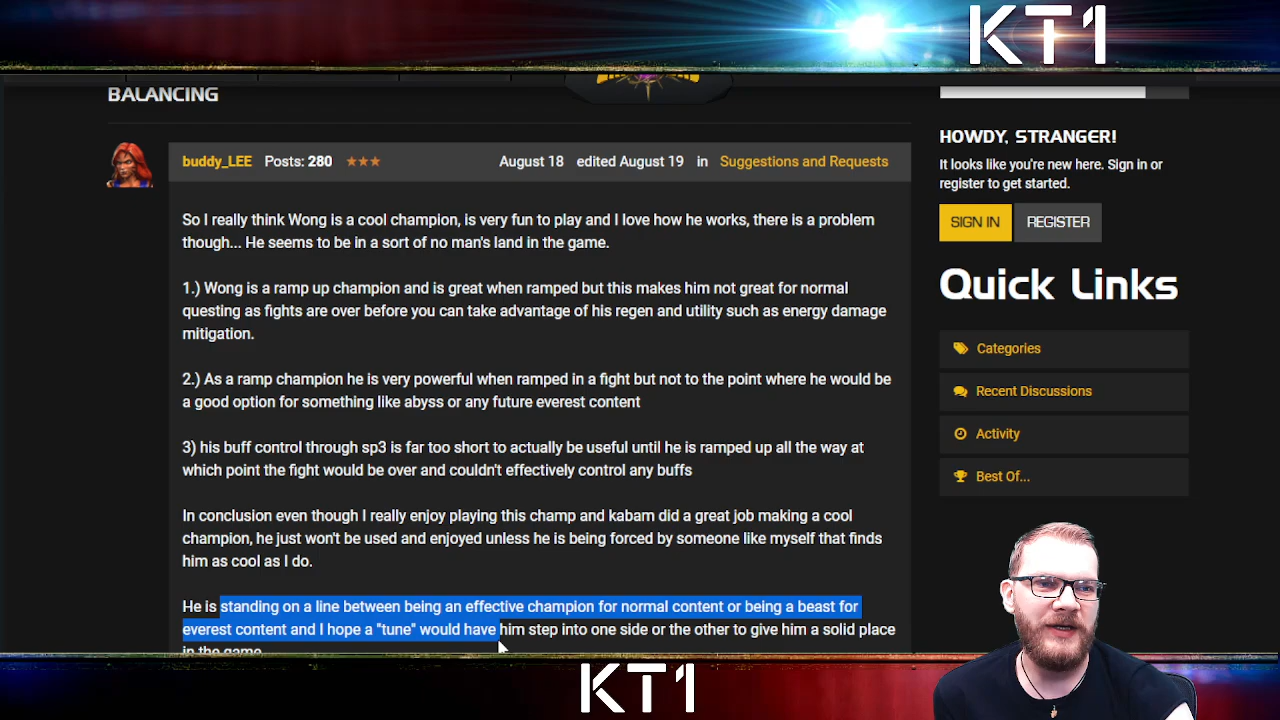 KT1
BALANCING
buddy_LEE Posts: 280 August 18 edited August 19 in Suggestions and Requests
So I really think Wong is a cool champion, is very fun to play and I love how he works, there is a problem
though... He seems to be in a sort of no man's land in the game.
1.) Wong is a ramp up champion and is great when ramped but this makes him not great for normal
questing as fights are over before you can take advantage of his regen and utility such as energy damage
mitigation.
2.) As a ramp champion he is very powerful when ramped in a fight but not to the point where he would be
a good option for something like abyss or any future everest content
3) his buff control through sp3 is far too short to actually be useful until he is ramped up all the way at
which point the fight would be over and couldn't effectively control any buffs
In conclusion even though I really enjoy playing this champ and kabam did a great job making a cool
champion, he just won't be used and enjoyed unless he is being forced by someone like myself that finds
him as cool as I do.
He is standing on a line between being an effective champion for normal content or being a beast for
everest content and I hope a "tune" would have him step into one side or the other to give him a solid place
in the game
HOWDY, STRANGER!
It looks like you're new here. Sign in or
register to get started.
SIGN IN REGISTER
Quick Links
Categories
Recent Discussions
Activity
Best Of...
KT1